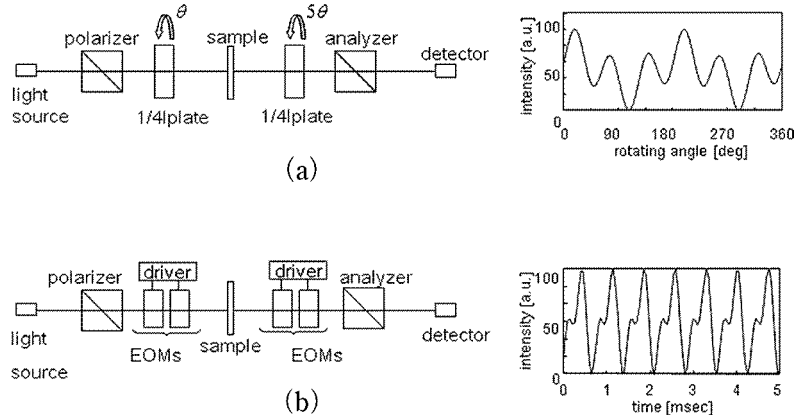 θ
5θ
polarizer
sample
analyzer
detector
light
source
1/4lplate
1/4lplate
intensity [a.u.]
100
50
0
0
90
180
270
360
rotating angle [deg]
(a)
polarizer
driver
driver
analyzer
light
source
EOMs
sample
EOMs
detector
intensity [a.u.]
100
50
0
0
1
2
3
4
5
time [msec]
(b)